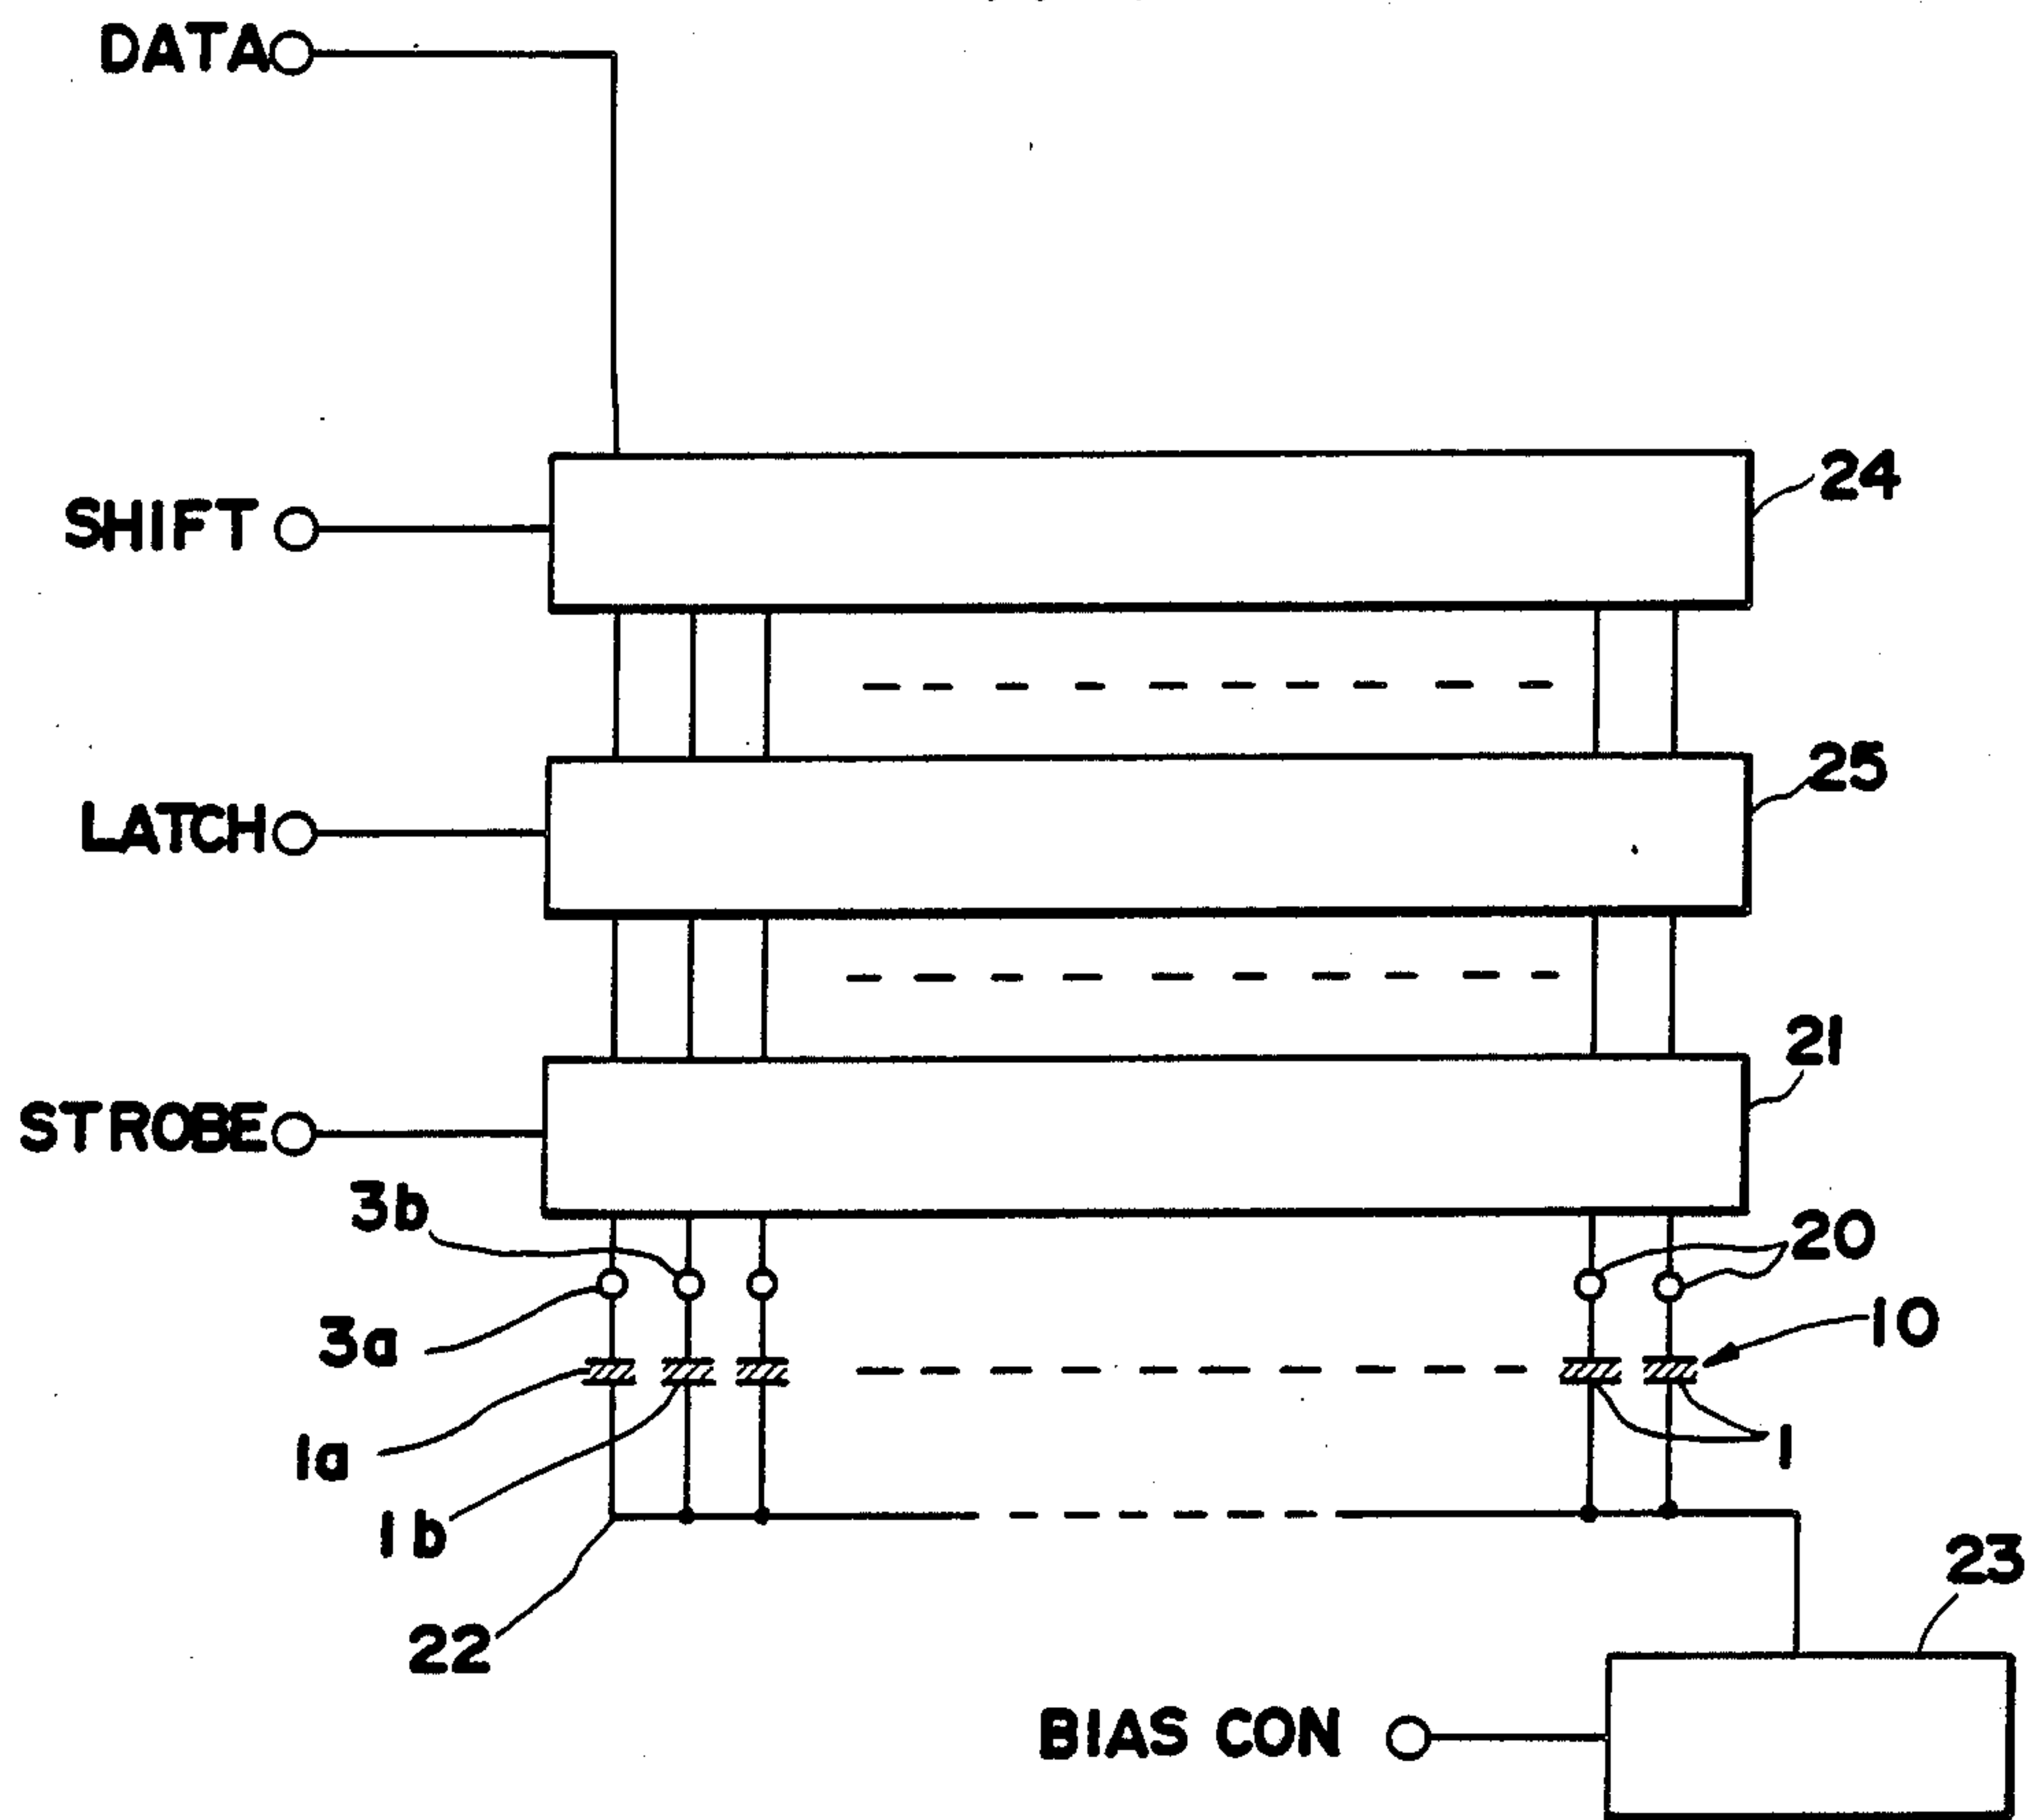 DATA
SHIFT
24
LATCH
25
21
STROBE
3b
20
3a
10
1a
1
1b
22
23
BIAS CON